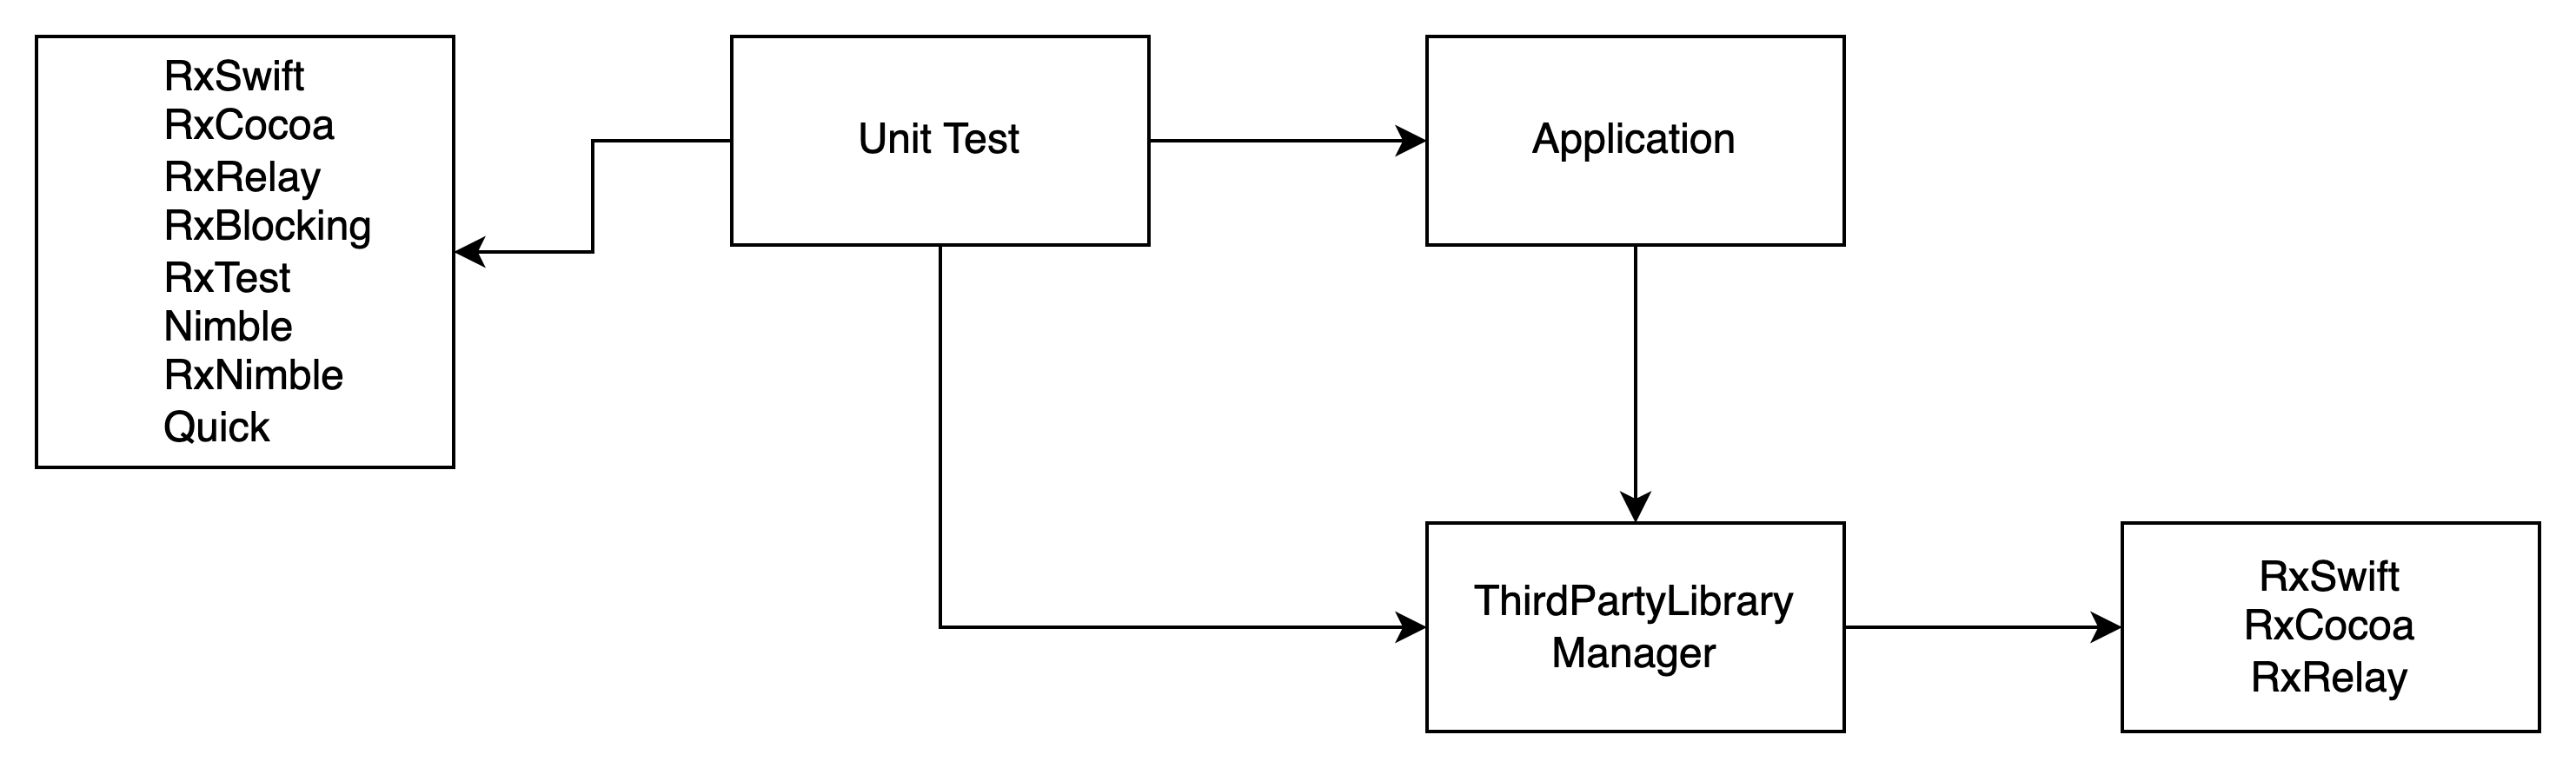 RxSwift
RxCocoa
RxRelay
RxBlocking
RxTest
Nimble
RxNimble
Quick
Unit Test
Application
ThirdPartyLibrary
Manager
RxSwift
RxCocoa
RxRelay